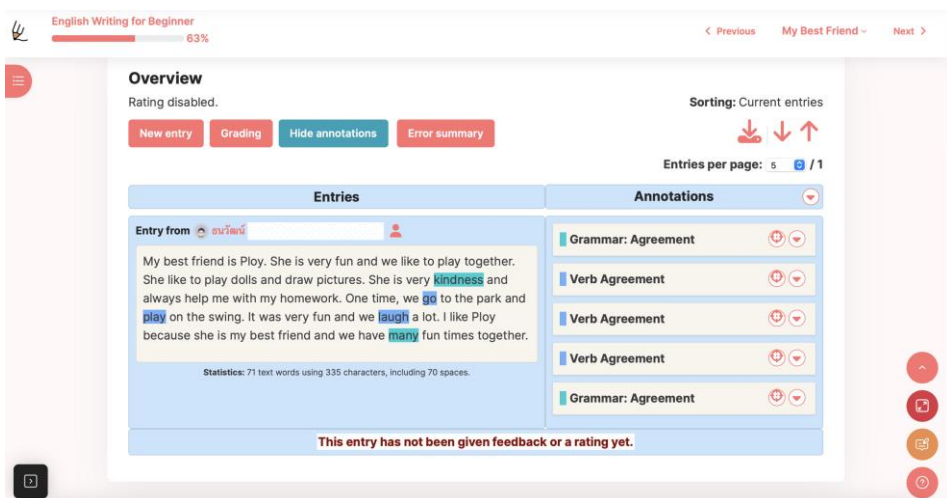 English Writing for Beginner
63%
Previous
My Best Friend
Next
Overview
Rating disabled.
Sorting: Current entries
New entry
Grading
Hide annotations
Error summary
Entries per page: 5 / 1
Entries
Annotations
Entry from ธนวัฒน์
My best friend is Ploy. She is very fun and we like to play together.
She like to play dolls and draw pictures. She is very kindness and
always help me with my homework. One time, we go to the park and
play on the swing. It was very fun and we laugh a lot. I like Ploy
because she is my best friend and we have many fun times together.
Statistics: 71 text words using 335 characters, including 70 spaces.
Grammar: Agreement
Verb Agreement
Verb Agreement
Verb Agreement
Grammar: Agreement
This entry has not been given feedback or a rating yet.